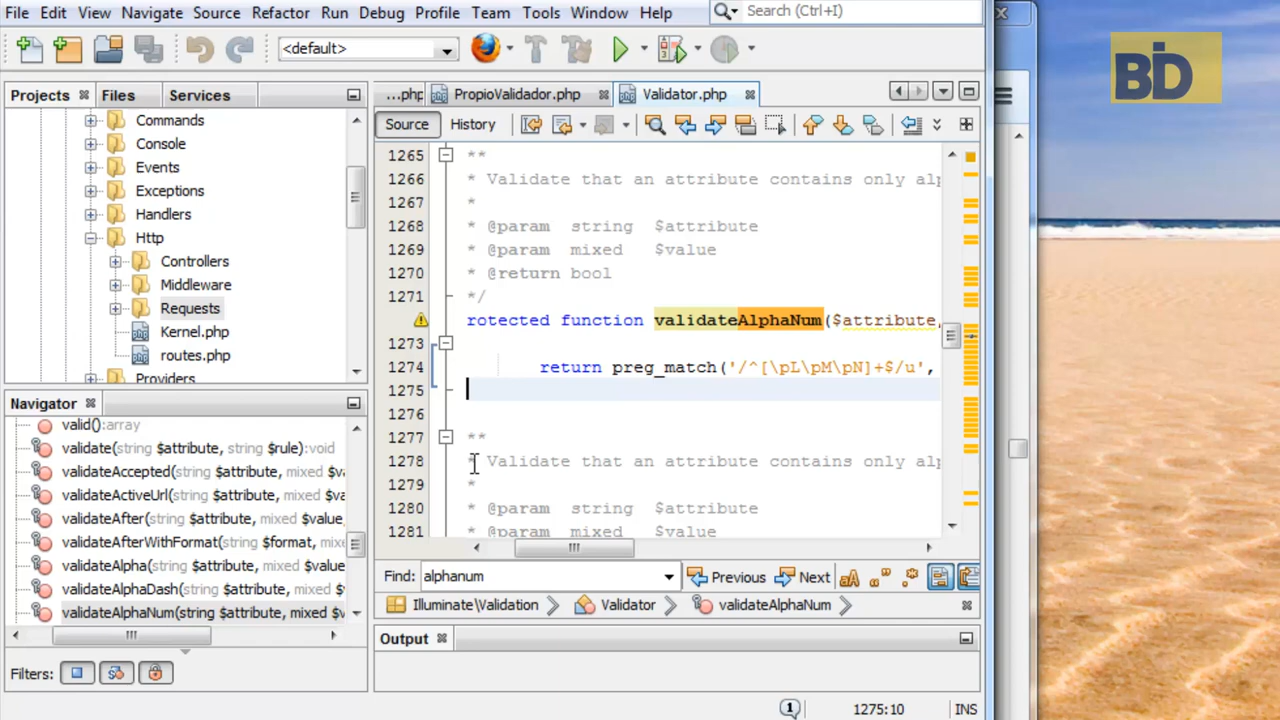 File Edit View Navigate Source Refactor Run Debug Profile Team Tools Window Help
Search (Ctrl+I)
<default>
BD
Projects Files Services
Commands
Console
Events
Exceptions
Handlers
Http
Controllers
Middleware
Requests
Kernel.php
routes.php
Providers
Navigator
valid():array
validate(string $attribute, string $rule):void
validateAccepted(string $attribute, mixed $va
validateActiveUrl(string $attribute, mixed $va
validateAfter(string $attribute, mixed $value,
validateAfterWithFormat(string $format, mixe
validateAlpha(string $attribute, mixed $value
validateAlphaDash(string $attribute, mixed $
validateAlphaNum(string $attribute, mixed $v
Filters:
...php PropioValidador.php Validator.php
Source History
1265 **
1266 * Validate that an attribute contains only alp
1267 *
1268 * @param string $attribute
1269 * @param mixed $value
1270 * @return bool
1271 */
rotected function validateAlphaNum($attribute,
1273
1274 return preg_match('/^[\pL\pM\pN]+$/u',
1275
1276
1277 **
1278 * Validate that an attribute contains only alp
1279 *
1280 * @param string $attribute
1281 * @param mixed $value
Find: alphanum Previous Next
Illuminate\Validation Validator validateAlphaNum
Output
1 1275:10 INS